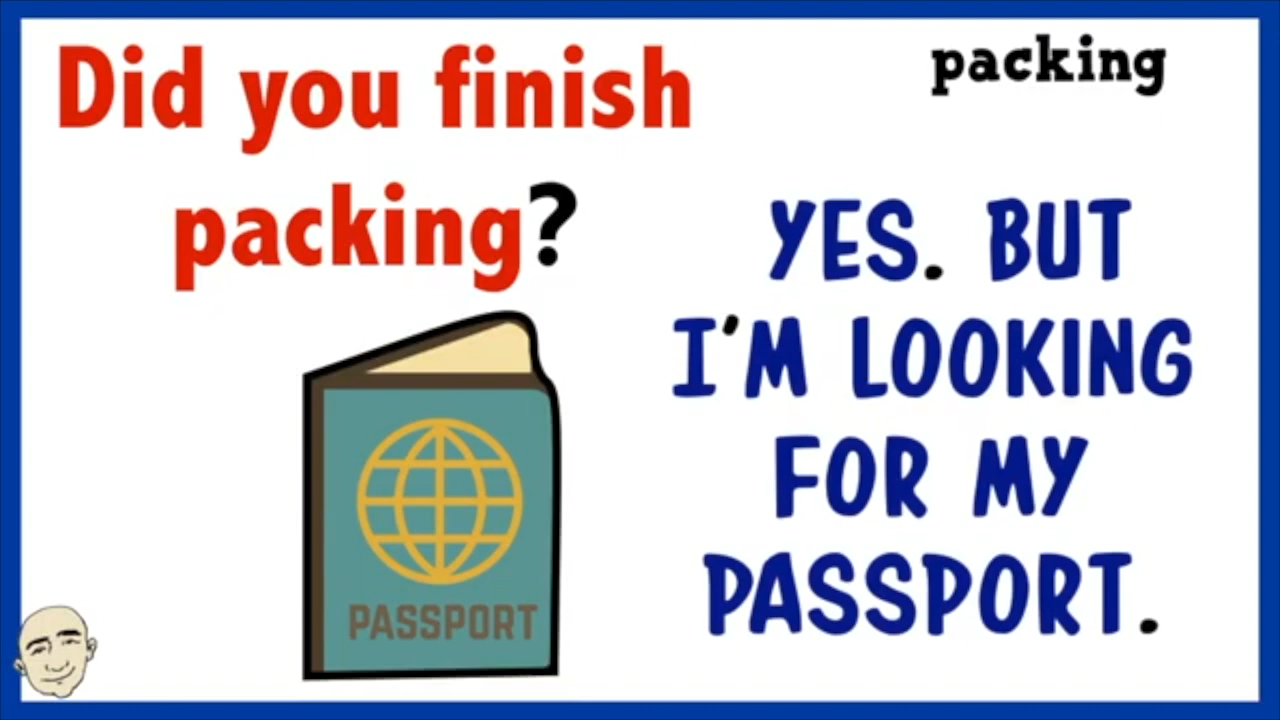 Did you finish
packing?
packing
YES. BUT
I'M LOOKING
FOR MY
PASSPORT.
PASSPORT